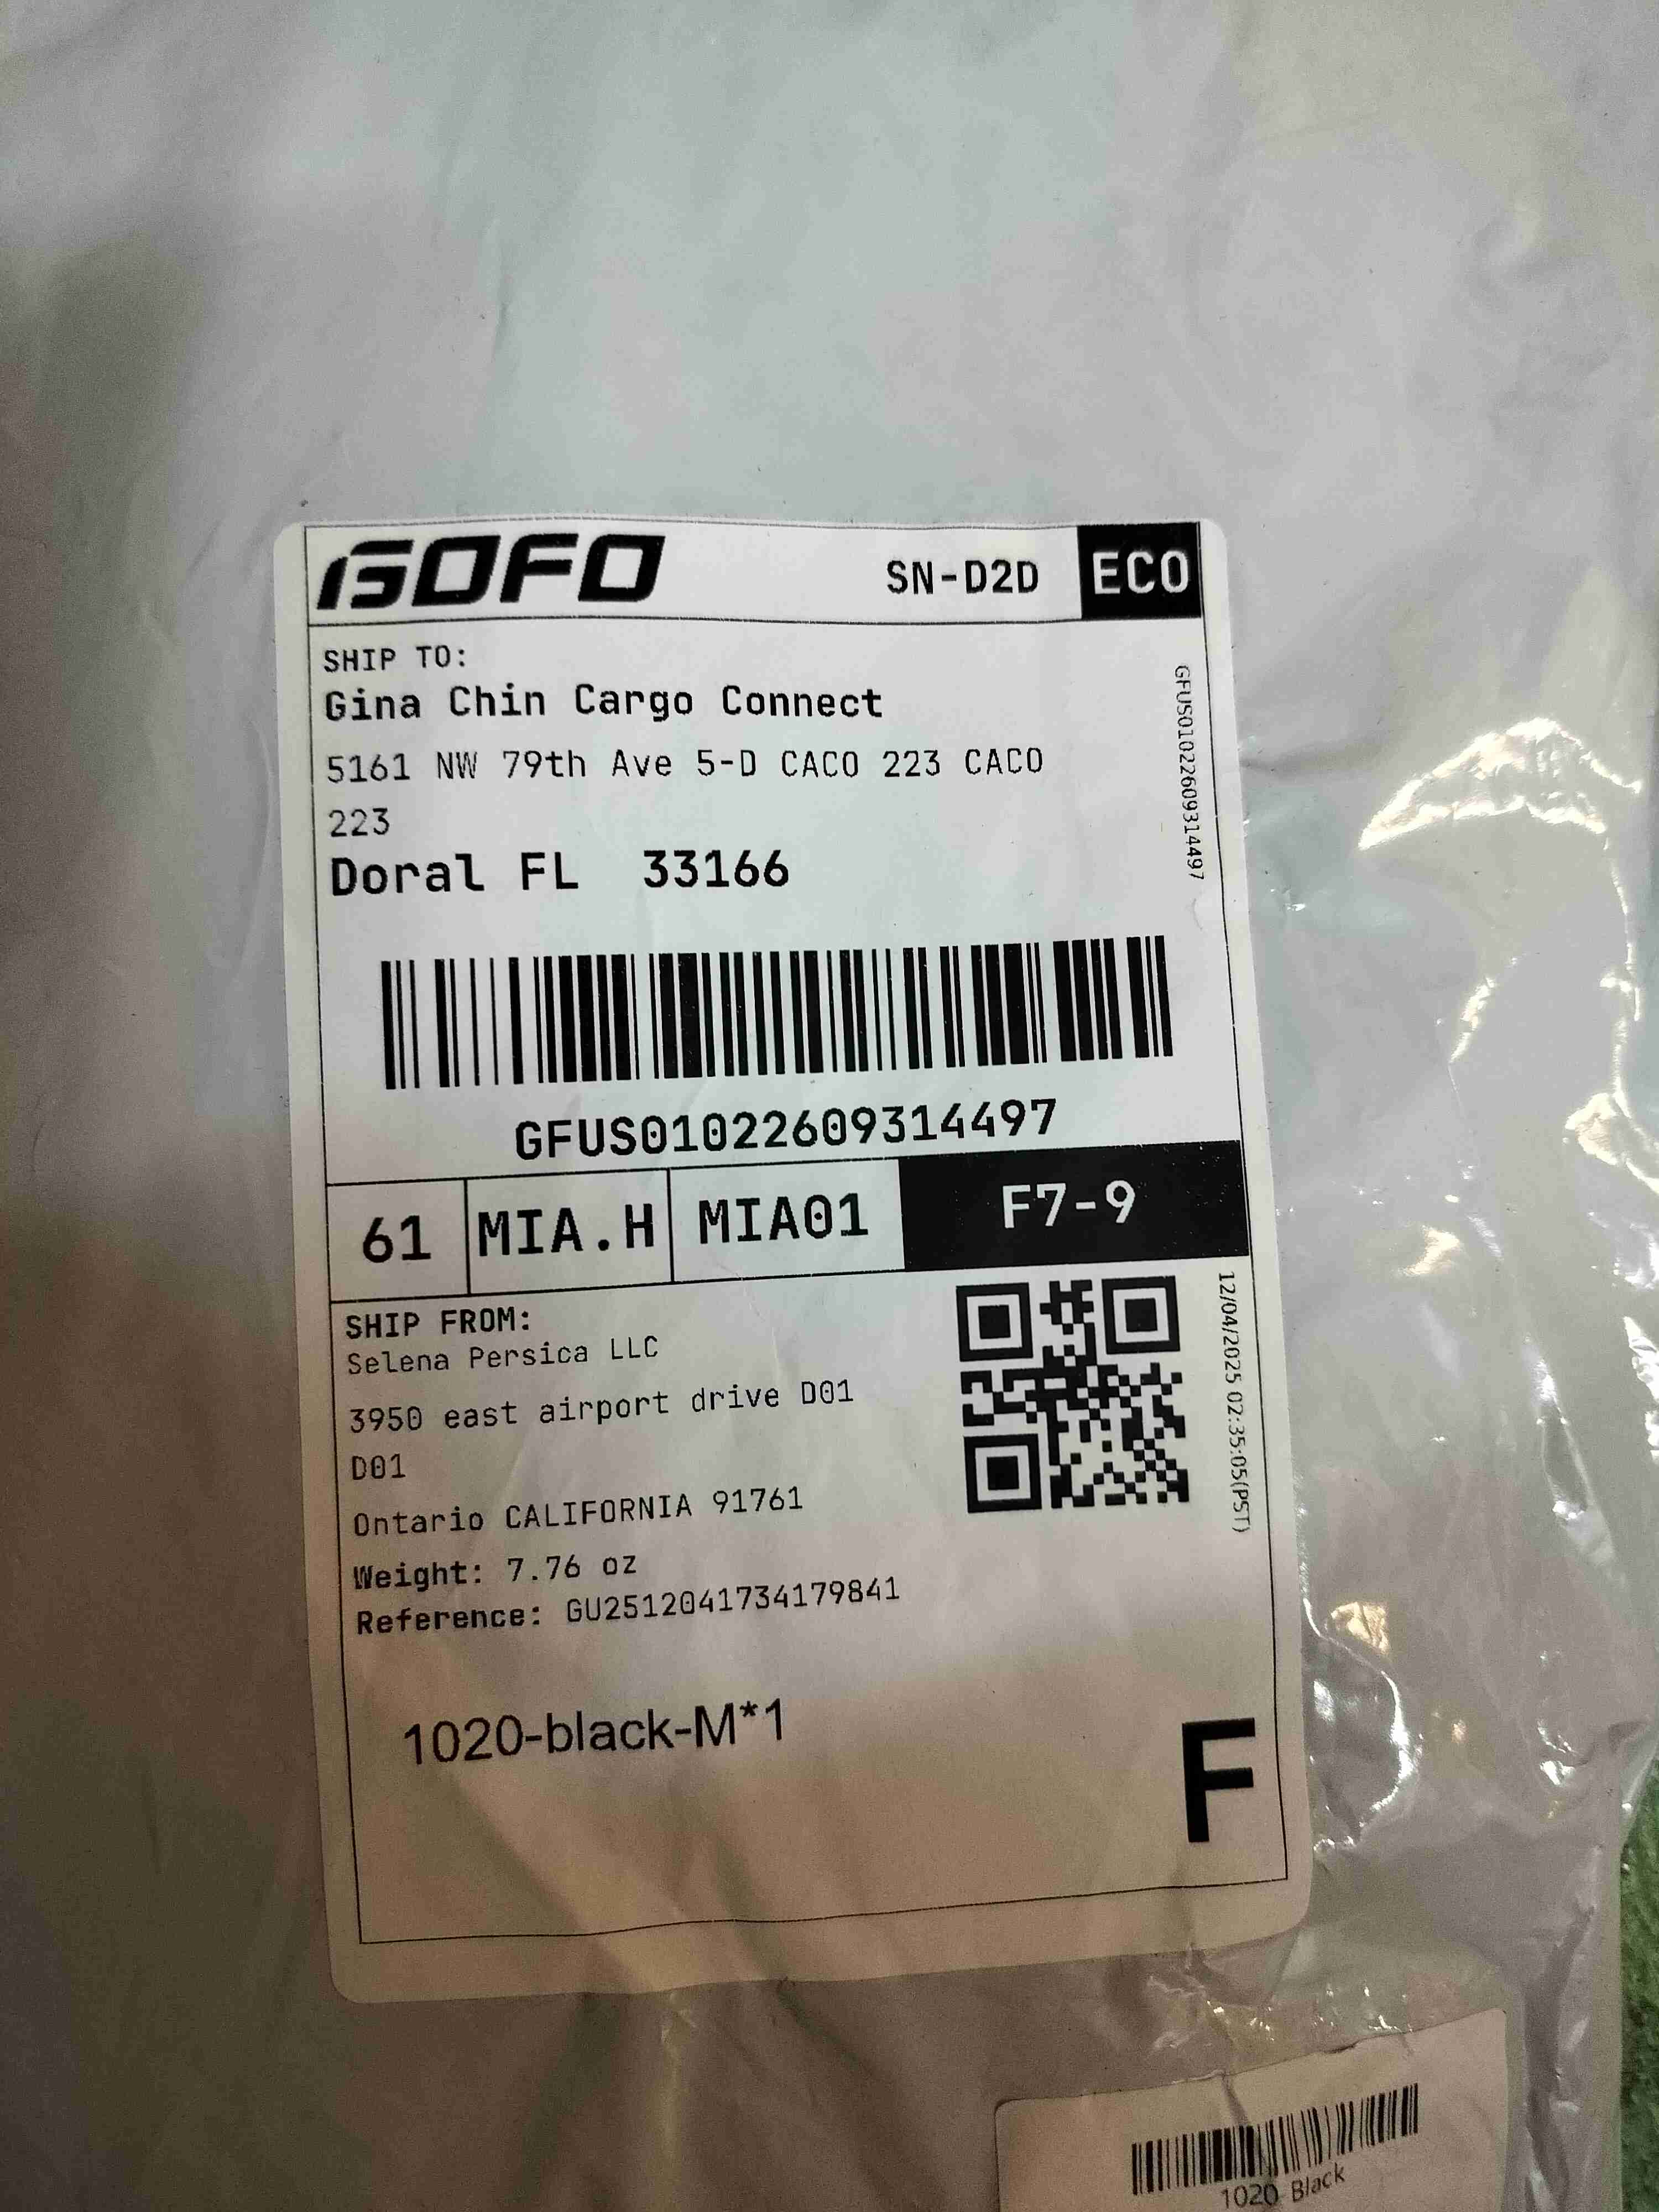 GOFO SN-D2D ECO
SHIP TO:
Gina Chin Cargo Connect
5161 NW 79th Ave 5-D CACO 223 CACO
223
Doral FL 33166
GFUS01022609314497
GFUS01022609314497
61 MIA.H MIA01 F7-9
SHIP FROM:
Selena Persica LLC
3950 east airport drive D01
D01
Ontario CALIFORNIA 91761
Weight: 7.76 oz
Reference: GU2512041734179841
12/04/2025 02:35:05(PST)
1020-black-M*1
F
1020 Black